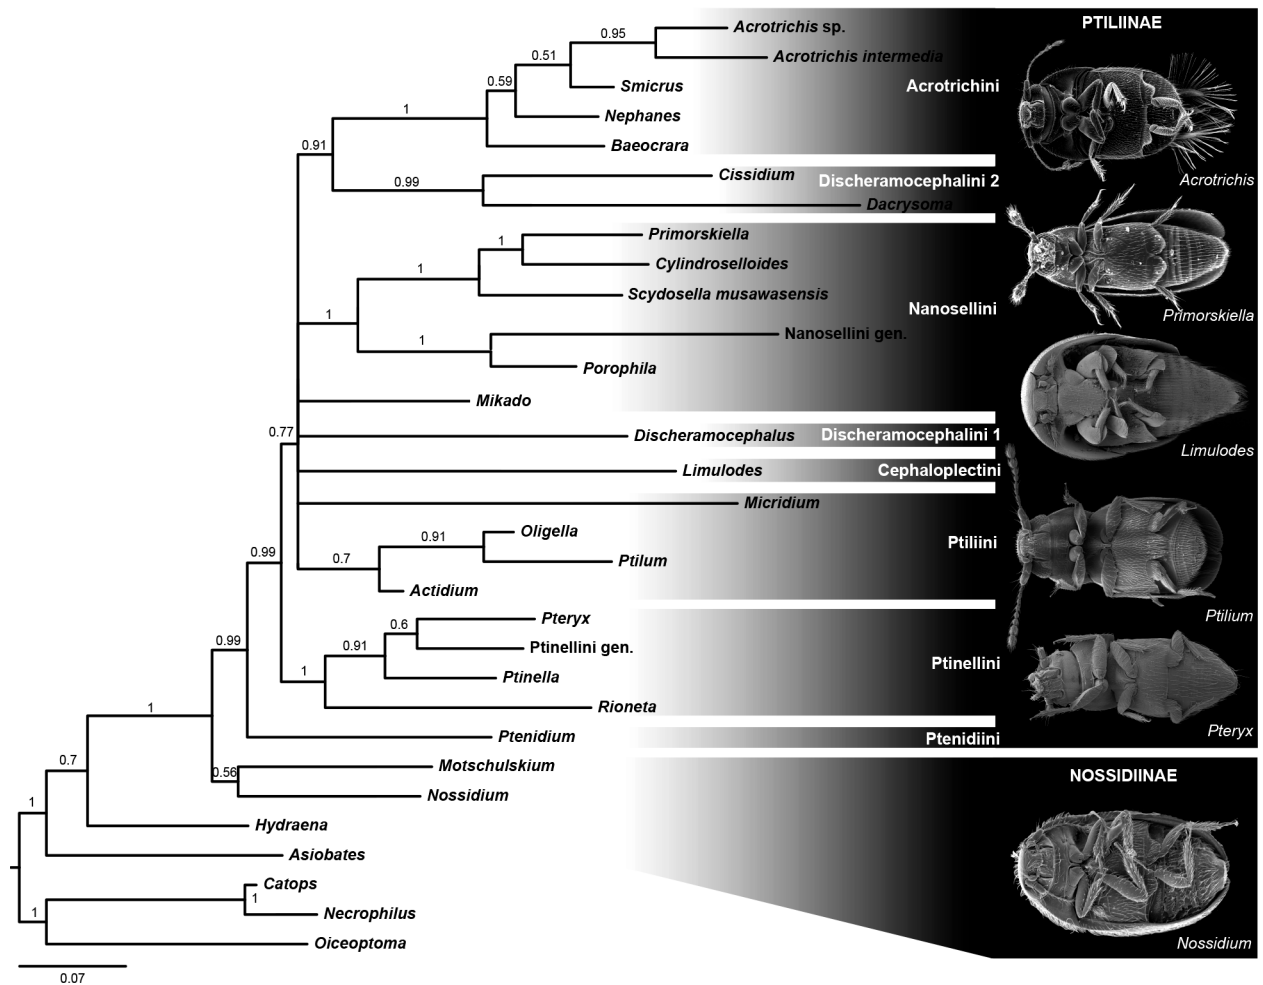 PTILIINAE
0.95
Acrotrichis sp.
Acrotrichis intermedia
0.51
Smicrus
Acrotrichini
0.59
Nephanes
1
Baeocrara
0.91
Cissidium
Discheramocephalini 2
Acrotrichis
0.99
Dacrysoma
Primorskiella
1
Cylindroselloides
1
Scydosella musawasensis
Nanosellini
Primorskiella
1
Nanosellini gen.
1
Porophila
Mikado
0.77
Discheramocephalus
Discheramocephalini 1
Limulodes
Limulodes
Cephaloplectini
Micridium
Oligella
0.91
Ptiliini
0.99
0.7
Ptilum
Actidium
Pteryx
Ptilium
0.6
0.99
0.91
Ptinellini gen.
Ptinellini
1
Ptinella
1
Rioneta
Pteryx
Ptenidium
Ptenidiini
0.7
0.56
Motschulskium
NOSSIDIINAE
Nossidium
1
Hydraena
Asiobates
Catops
1
1
Necrophilus
Oiceoptoma
Nossidium
0.07